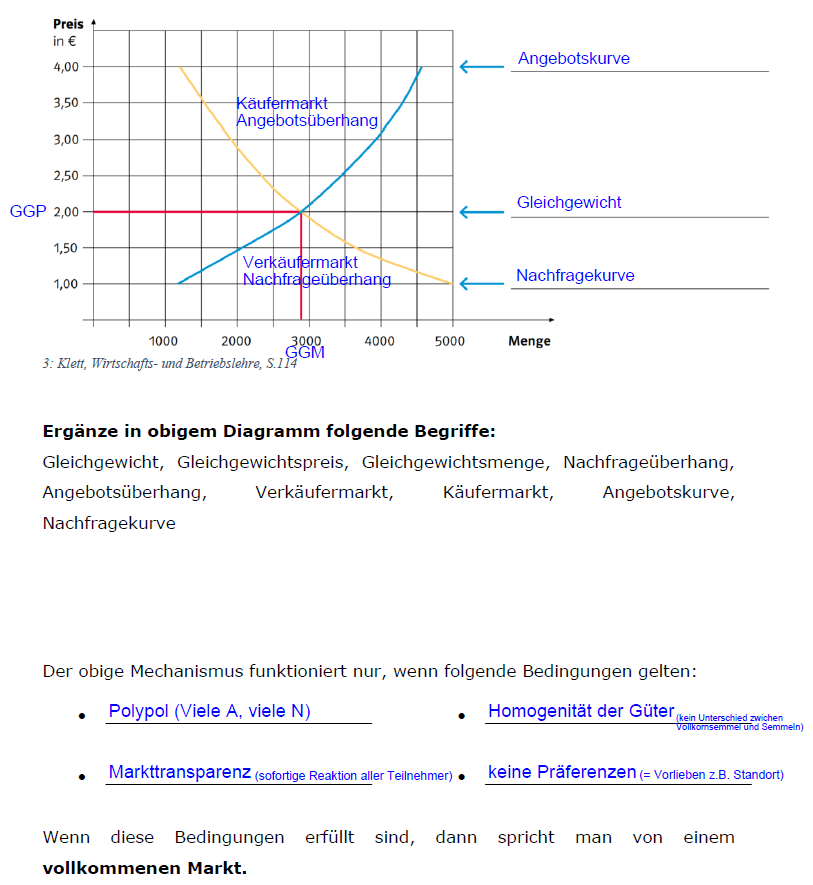 Preis
in €
4,00
Angebotskurve
3,50
Käufermarkt
Angebotsüberhang
3,00
2,50
GGP
2,00
Gleichgewicht
1,50
Verkäufermarkt
Nachfrageüberhang
1,00
Nachfragekurve
1000 2000 3000 4000 5000 Menge
GGM
3: Klett, Wirtschafts- und Betriebslehre, S.114
Ergänze in obigem Diagramm folgende Begriffe:
Gleichgewicht, Gleichgewichtspreis, Gleichgewichtsmenge, Nachfrageüberhang,
Angebotsüberhang, Verkäufermarkt, Käufermarkt, Angebotskurve,
Nachfragekurve
Der obige Mechanismus funktioniert nur, wenn folgende Bedingungen gelten:
• Polypol (Viele A, viele N)
• Homogenität der Güter (kein Unterschied zwichen
Vollkornsemmel und Semmeln)
• Markttransparenz (sofortige Reaktion aller Teilnehmer)
• keine Präferenzen (= Vorlieben z.B. Standort)
Wenn diese Bedingungen erfüllt sind, dann spricht man von einem
vollkommenen Markt.